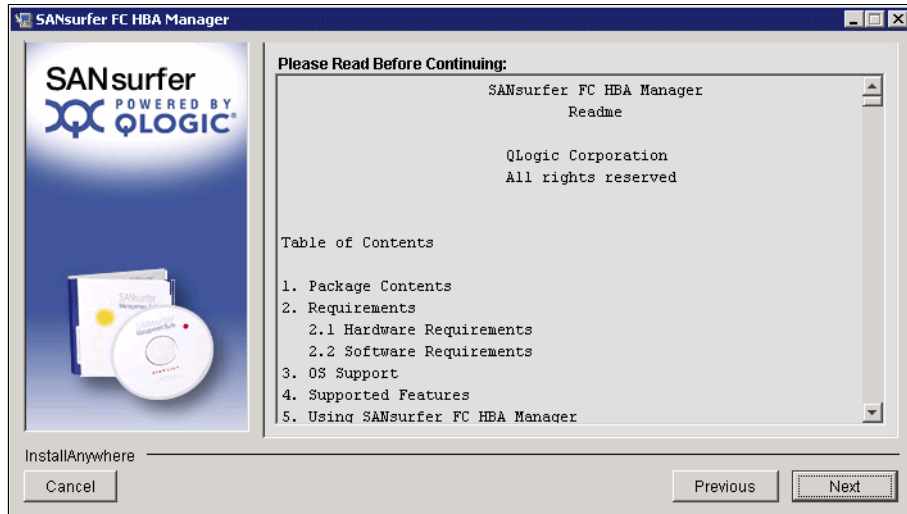 SANsurfer FC HBA Manager
SANsurfer
POWERED BY
QLOGIC
Please Read Before Continuing:
SANsurfer FC HBA Manager
Readme
QLogic Corporation
All rights reserved
Table of Contents
1. Package Contents
2. Requirements
2.1 Hardware Requirements
2.2 Software Requirements
3. OS Support
4. Supported Features
5. Using SANsurfer FC HBA Manager
SANsurfer
InstallAnywhere
Cancel
Previous
Next